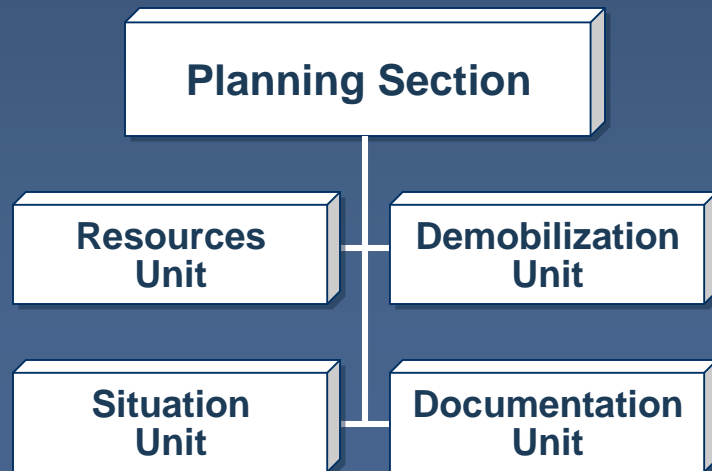 Planning Section
Resources
Unit
Demobilization
Unit
Situation
Unit
Documentation
Unit